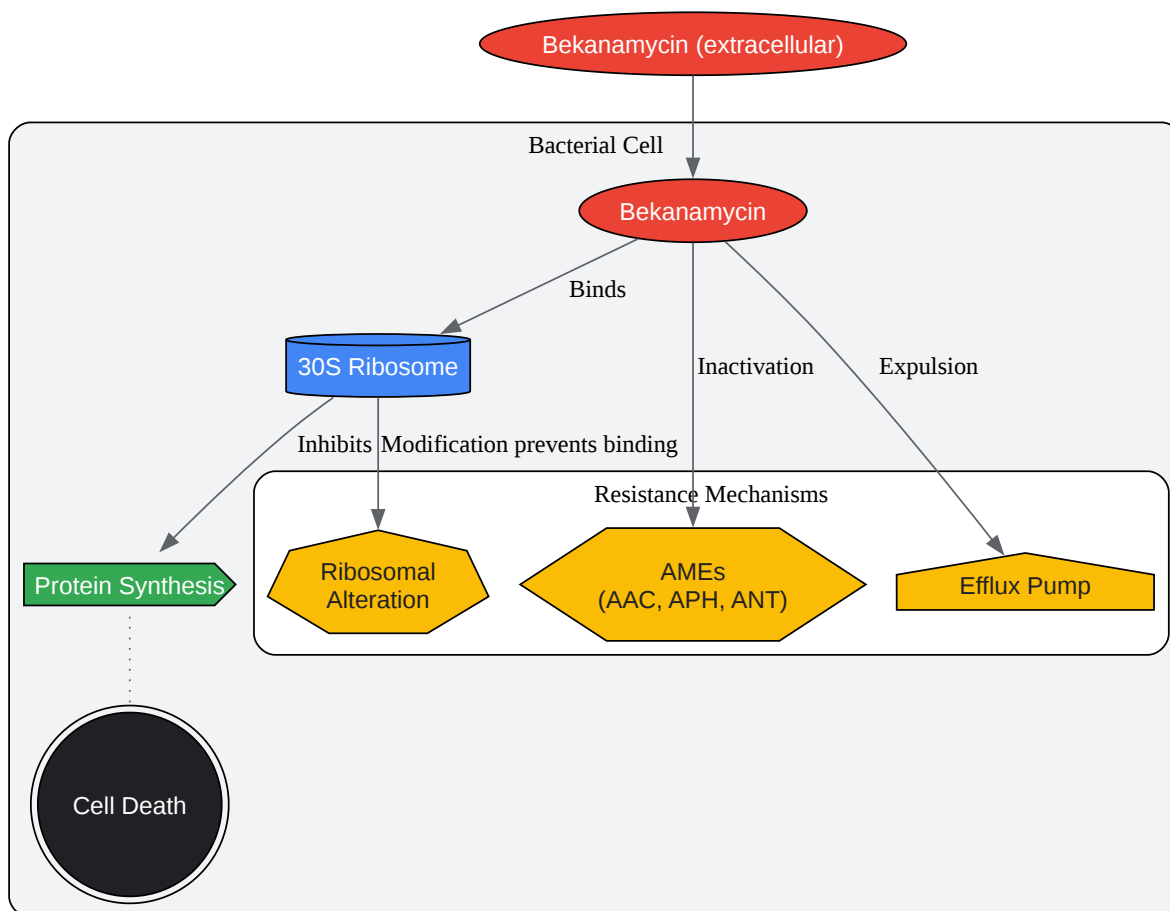 Bekanamycin (extracellular)
Bacterial Cell
Bekanamycin
Binds
30S Ribosome
Inactivation
Expulsion
Inhibits
Modification prevents binding
Resistance Mechanisms
Protein Synthesis
Ribosomal
Alteration
AMEs
(AAC, APH, ANT)
Efflux Pump
Cell Death